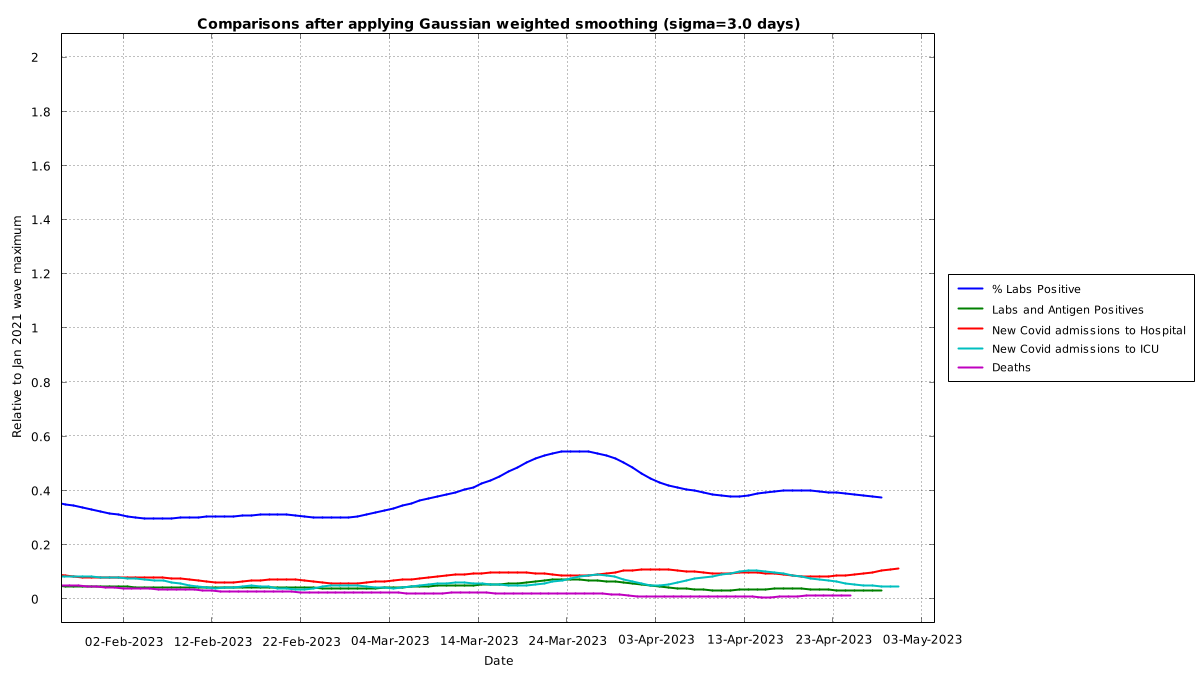 Comparisons after applying Gaussian weighted smoothing (sigma=3.0 days)
2
1.8
1.6
1.4
1.2
1
0.8
0.6
0.4
0.2
0
Relative to Jan 2021 wave maximum
02-Feb-2023 12-Feb-2023 22-Feb-2023 04-Mar-2023 14-Mar-2023 24-Mar-2023 03-Apr-2023 13-Apr-2023 23-Apr-2023 03-May-2023
Date
% Labs Positive
Labs and Antigen Positives
New Covid admissions to Hospital
New Covid admissions to ICU
Deaths